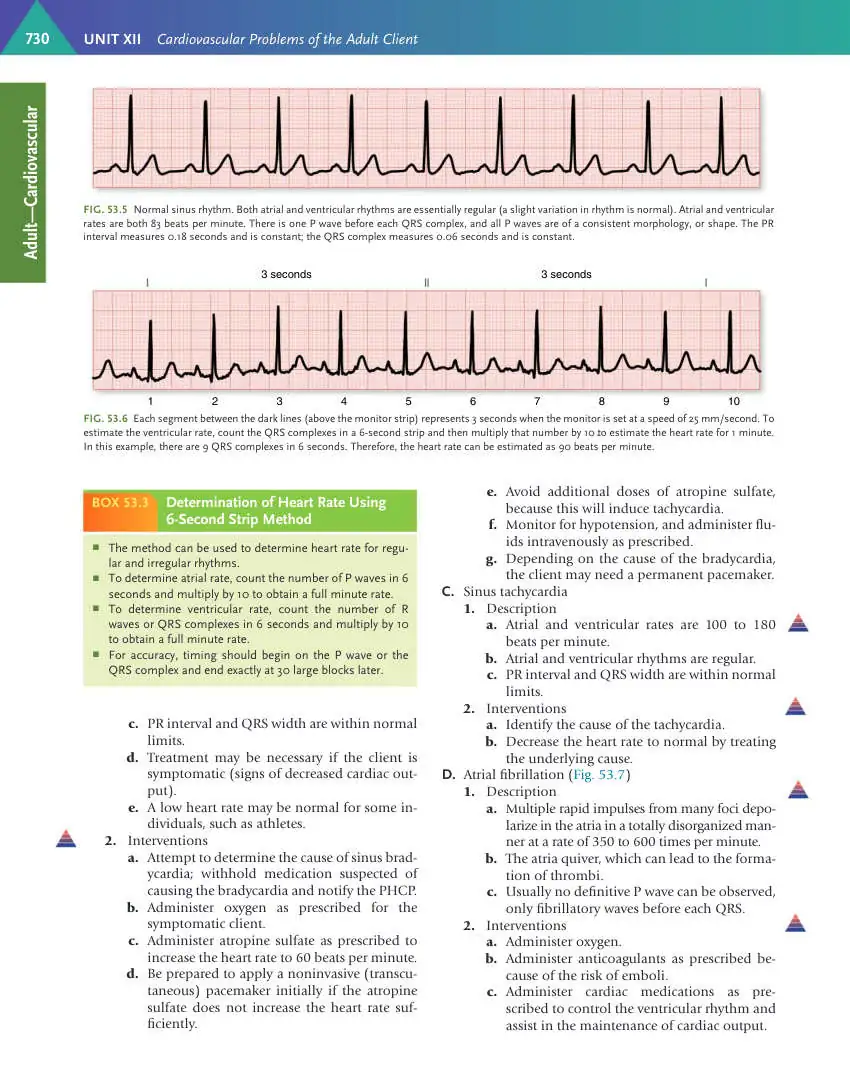 730 UNIT XII Cardiovascular Problems of the Adult Client
Adult—Cardiovascular
FIG. 53.5 Normal sinus rhythm. Both atrial and ventricular rhythms are essentially regular (a slight variation in rhythm is normal). Atrial and ventricular
rates are both 83 beats per minute. There is one P wave before each QRS complex, and all P waves are of a consistent morphology, or shape. The PR
interval measures 0.18 seconds and is constant; the QRS complex measures 0.06 seconds and is constant.
3 seconds 3 seconds
I II I
1 2 3 4 5 6 7 8 9 10
FIG. 53.6 Each segment between the dark lines (above the monitor strip) represents 3 seconds when the monitor is set at a speed of 25 mm/second. To
estimate the ventricular rate, count the QRS complexes in a 6-second strip and then multiply that number by 10 to estimate the heart rate for 1 minute.
In this example, there are 9 QRS complexes in 6 seconds. Therefore, the heart rate can be estimated as 90 beats per minute.
BOX 53.3 Determination of Heart Rate Using
6-Second Strip Method
■ The method can be used to determine heart rate for regu-
lar and irregular rhythms.
■ To determine atrial rate, count the number of P waves in 6
seconds and multiply by 10 to obtain a full minute rate.
■ To determine ventricular rate, count the number of R
waves or QRS complexes in 6 seconds and multiply by 10
to obtain a full minute rate.
■ For accuracy, timing should begin on the P wave or the
QRS complex and end exactly at 30 large blocks later.
c. PR interval and QRS width are within normal
limits.
d. Treatment may be necessary if the client is
symptomatic (signs of decreased cardiac out-
put).
e. A low heart rate may be normal for some in-
dividuals, such as athletes.
2. Interventions
a. Attempt to determine the cause of sinus brad-
ycardia; withhold medication suspected of
causing the bradycardia and notify the PHCP.
b. Administer oxygen as prescribed for the
symptomatic client.
c. Administer atropine sulfate as prescribed to
increase the heart rate to 60 beats per minute.
d. Be prepared to apply a noninvasive (transcu-
taneous) pacemaker initially if the atropine
sulfate does not increase the heart rate suf-
ficiently.
e. Avoid additional doses of atropine sulfate,
because this will induce tachycardia.
f. Monitor for hypotension, and administer flu-
ids intravenously as prescribed.
g. Depending on the cause of the bradycardia,
the client may need a permanent pacemaker.
C. Sinus tachycardia
1. Description
a. Atrial and ventricular rates are 100 to 180
beats per minute.
b. Atrial and ventricular rhythms are regular.
c. PR interval and QRS width are within normal
limits.
2. Interventions
a. Identify the cause of the tachycardia.
b. Decrease the heart rate to normal by treating
the underlying cause.
D. Atrial fibrillation (Fig. 53.7)
1. Description
a. Multiple rapid impulses from many foci depo-
larize in the atria in a totally disorganized man-
ner at a rate of 350 to 600 times per minute.
b. The atria quiver, which can lead to the forma-
tion of thrombi.
c. Usually no definitive P wave can be observed,
only fibrillatory waves before each QRS.
2. Interventions
a. Administer oxygen.
b. Administer anticoagulants as prescribed be-
cause of the risk of emboli.
c. Administer cardiac medications as pre-
scribed to control the ventricular rhythm and
assist in the maintenance of cardiac output.